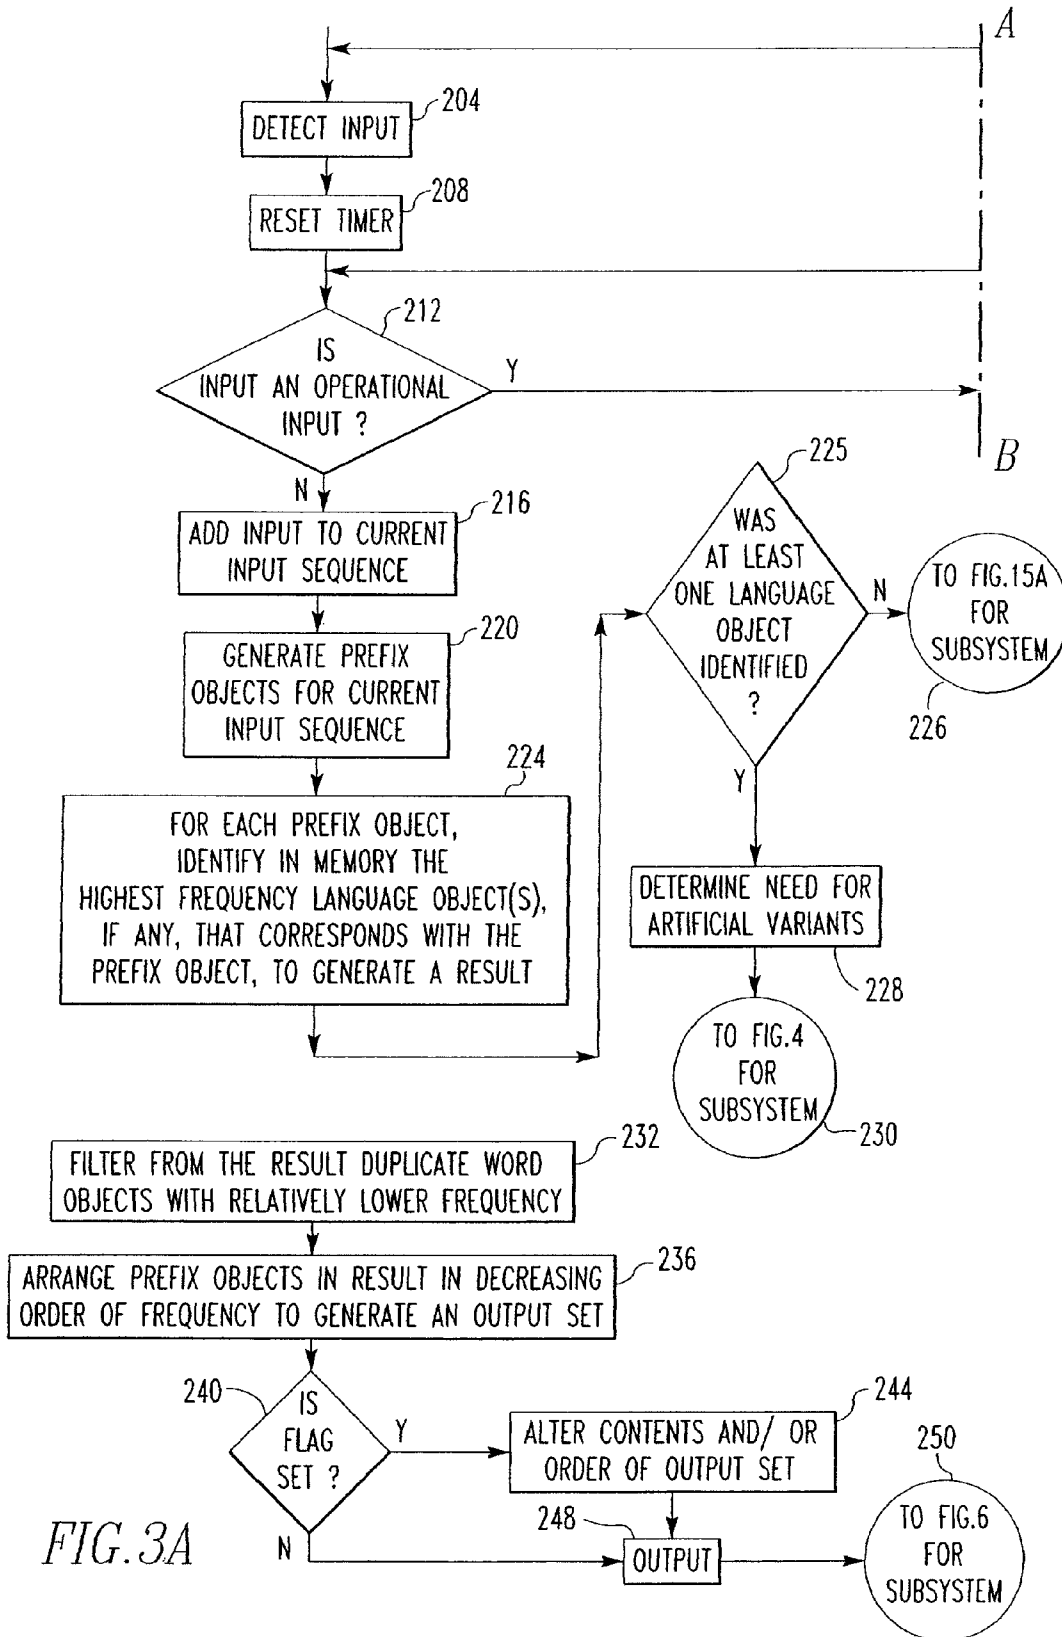 A
204
DETECT INPUT
208
RESET TIMER
212
IS
INPUT AN OPERATIONAL
INPUT ?
Y
B
N
216
ADD INPUT TO CURRENT
INPUT SEQUENCE
220
GENERATE PREFIX
OBJECTS FOR CURRENT
INPUT SEQUENCE
224
FOR EACH PREFIX OBJECT,
IDENTIFY IN MEMORY THE
HIGHEST FREQUENCY LANGUAGE OBJECT(S),
IF ANY, THAT CORRESPONDS WITH THE
PREFIX OBJECT, TO GENERATE A RESULT
225
WAS
AT LEAST
ONE LANGUAGE
OBJECT
IDENTIFIED
?
N
TO FIG.15A
FOR
SUBSYSTEM
226
Y
DETERMINE NEED FOR
ARTIFICIAL VARIANTS
228
TO FIG.4
FOR
SUBSYSTEM
230
232
FILTER FROM THE RESULT DUPLICATE WORD
OBJECTS WITH RELATIVELY LOWER FREQUENCY
236
ARRANGE PREFIX OBJECTS IN RESULT IN DECREASING
ORDER OF FREQUENCY TO GENERATE AN OUTPUT SET
240
IS
FLAG
SET ?
Y
244
ALTER CONTENTS AND/ OR
ORDER OF OUTPUT SET
N
248
OUTPUT
250
TO FIG.6
FOR
SUBSYSTEM
FIG.3A